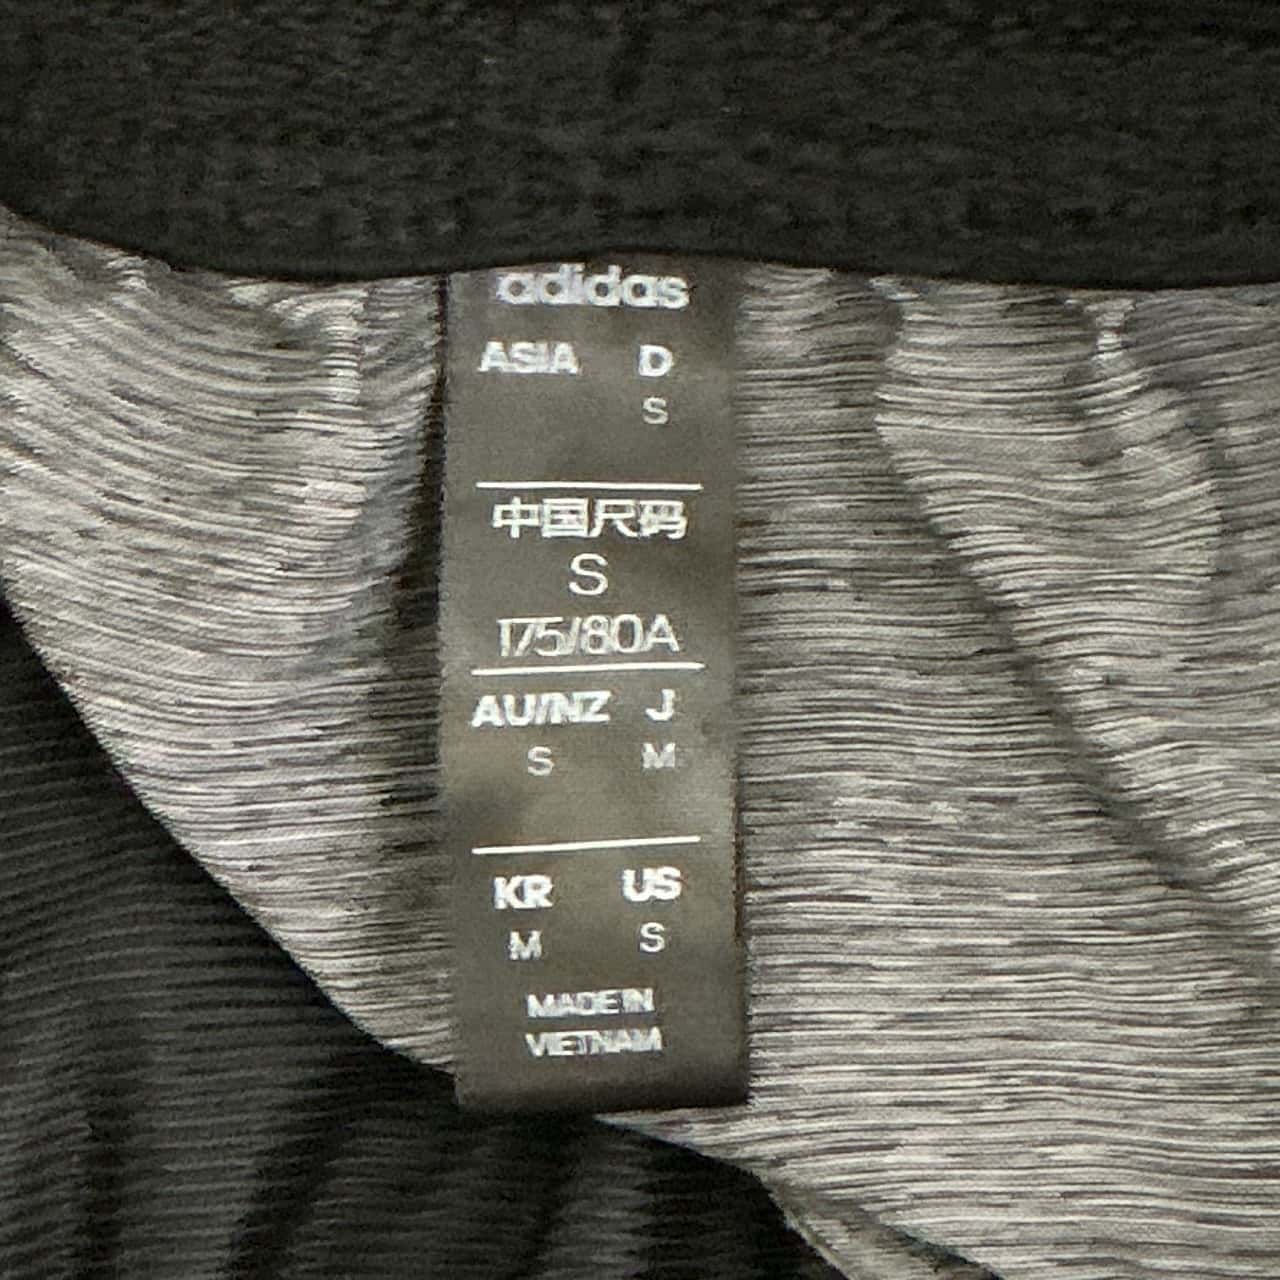 adidas
ASIA D
S
中国尺码
S
175/80A
AU/NZ J
S M
KR US
M S
MADE IN
VIETNAM